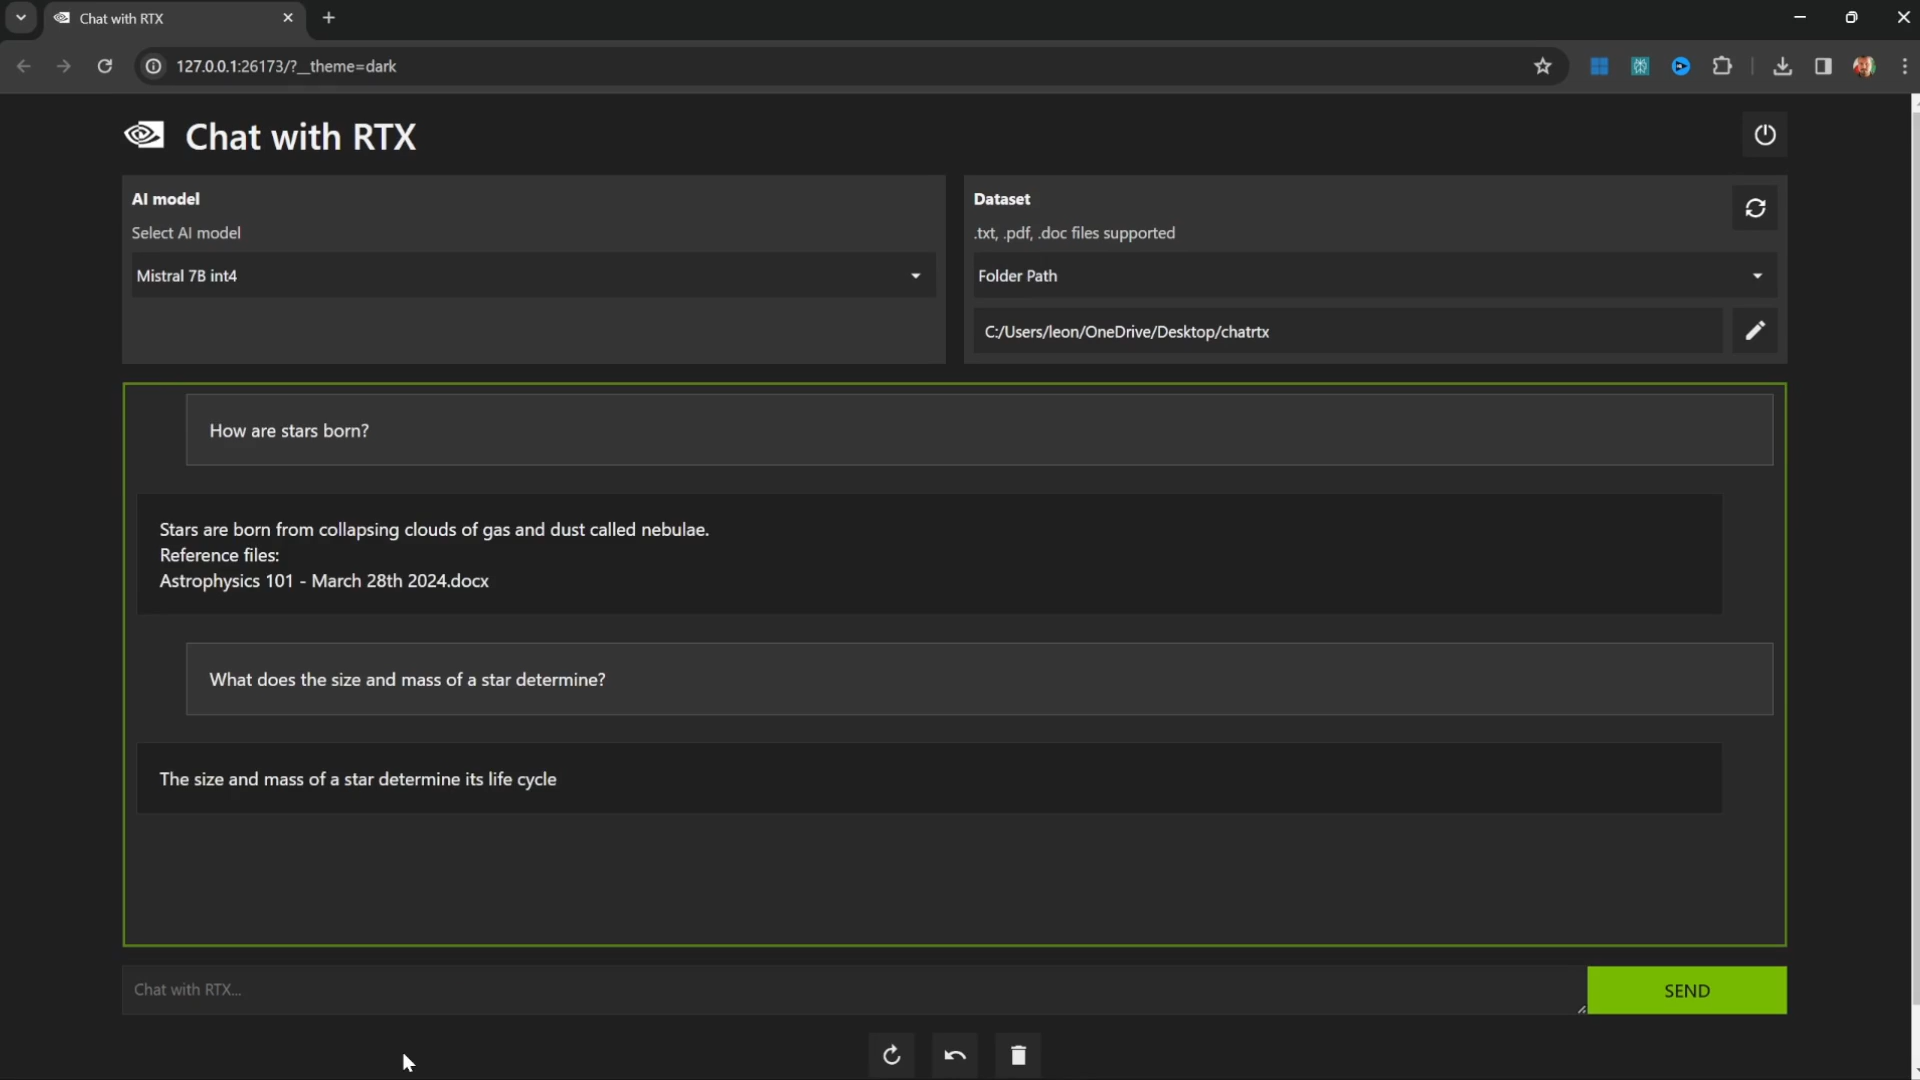 Chat with RTX
127.0.0.1:26173/?__theme=dark
Chat with RTX
AI model
Select AI model
Mistral 7B int4
Dataset
.txt, .pdf, .doc files supported
Folder Path
C:/Users/leon/OneDrive/Desktop/chatrtx
How are stars born?
Stars are born from collapsing clouds of gas and dust called nebulae.
Reference files:
Astrophysics 101 - March 28th 2024.docx
What does the size and mass of a star determine?
The size and mass of a star determine its life cycle
Chat with RTX...
SEND